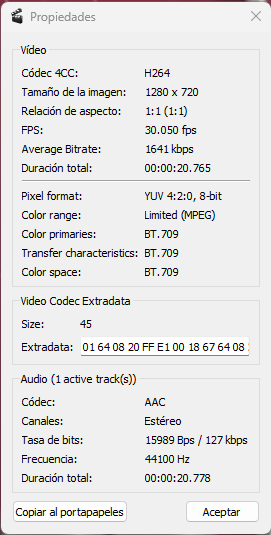 Propiedades
Vídeo
Códec 4CC: H264
Tamaño de la imagen: 1280 x 720
Relación de aspecto: 1:1 (1:1)
FPS: 30.050 fps
Average Bitrate: 1641 kbps
Duración total: 00:00:20.765
Pixel format: YUV 4:2:0, 8-bit
Color range: Limited (MPEG)
Color primaries: BT.709
Transfer characteristics: BT.709
Color space: BT.709
Video Codec Extradata
Size: 45
Extradata: 01 64 08 20 FF E1 00 18 67 64 08
Audio (1 active track(s))
Códec: AAC
Canales: Estéreo
Tasa de bits: 15989 Bps / 127 kbps
Frecuencia: 44100 Hz
Duración total: 00:00:20.778
Copiar al portapapeles Aceptar